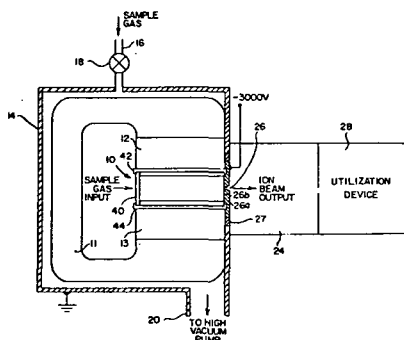 SAMPLE
GAS
16
18
14
-3000V
12
26
28
42
10
SAMPLE
GAS
INPUT
26b
ION
BEAM
OUTPUT
UTILIZATION
DEVICE
40
26a
44
27
11
13
24
20
TO HIGH
VACUUM
PUMP